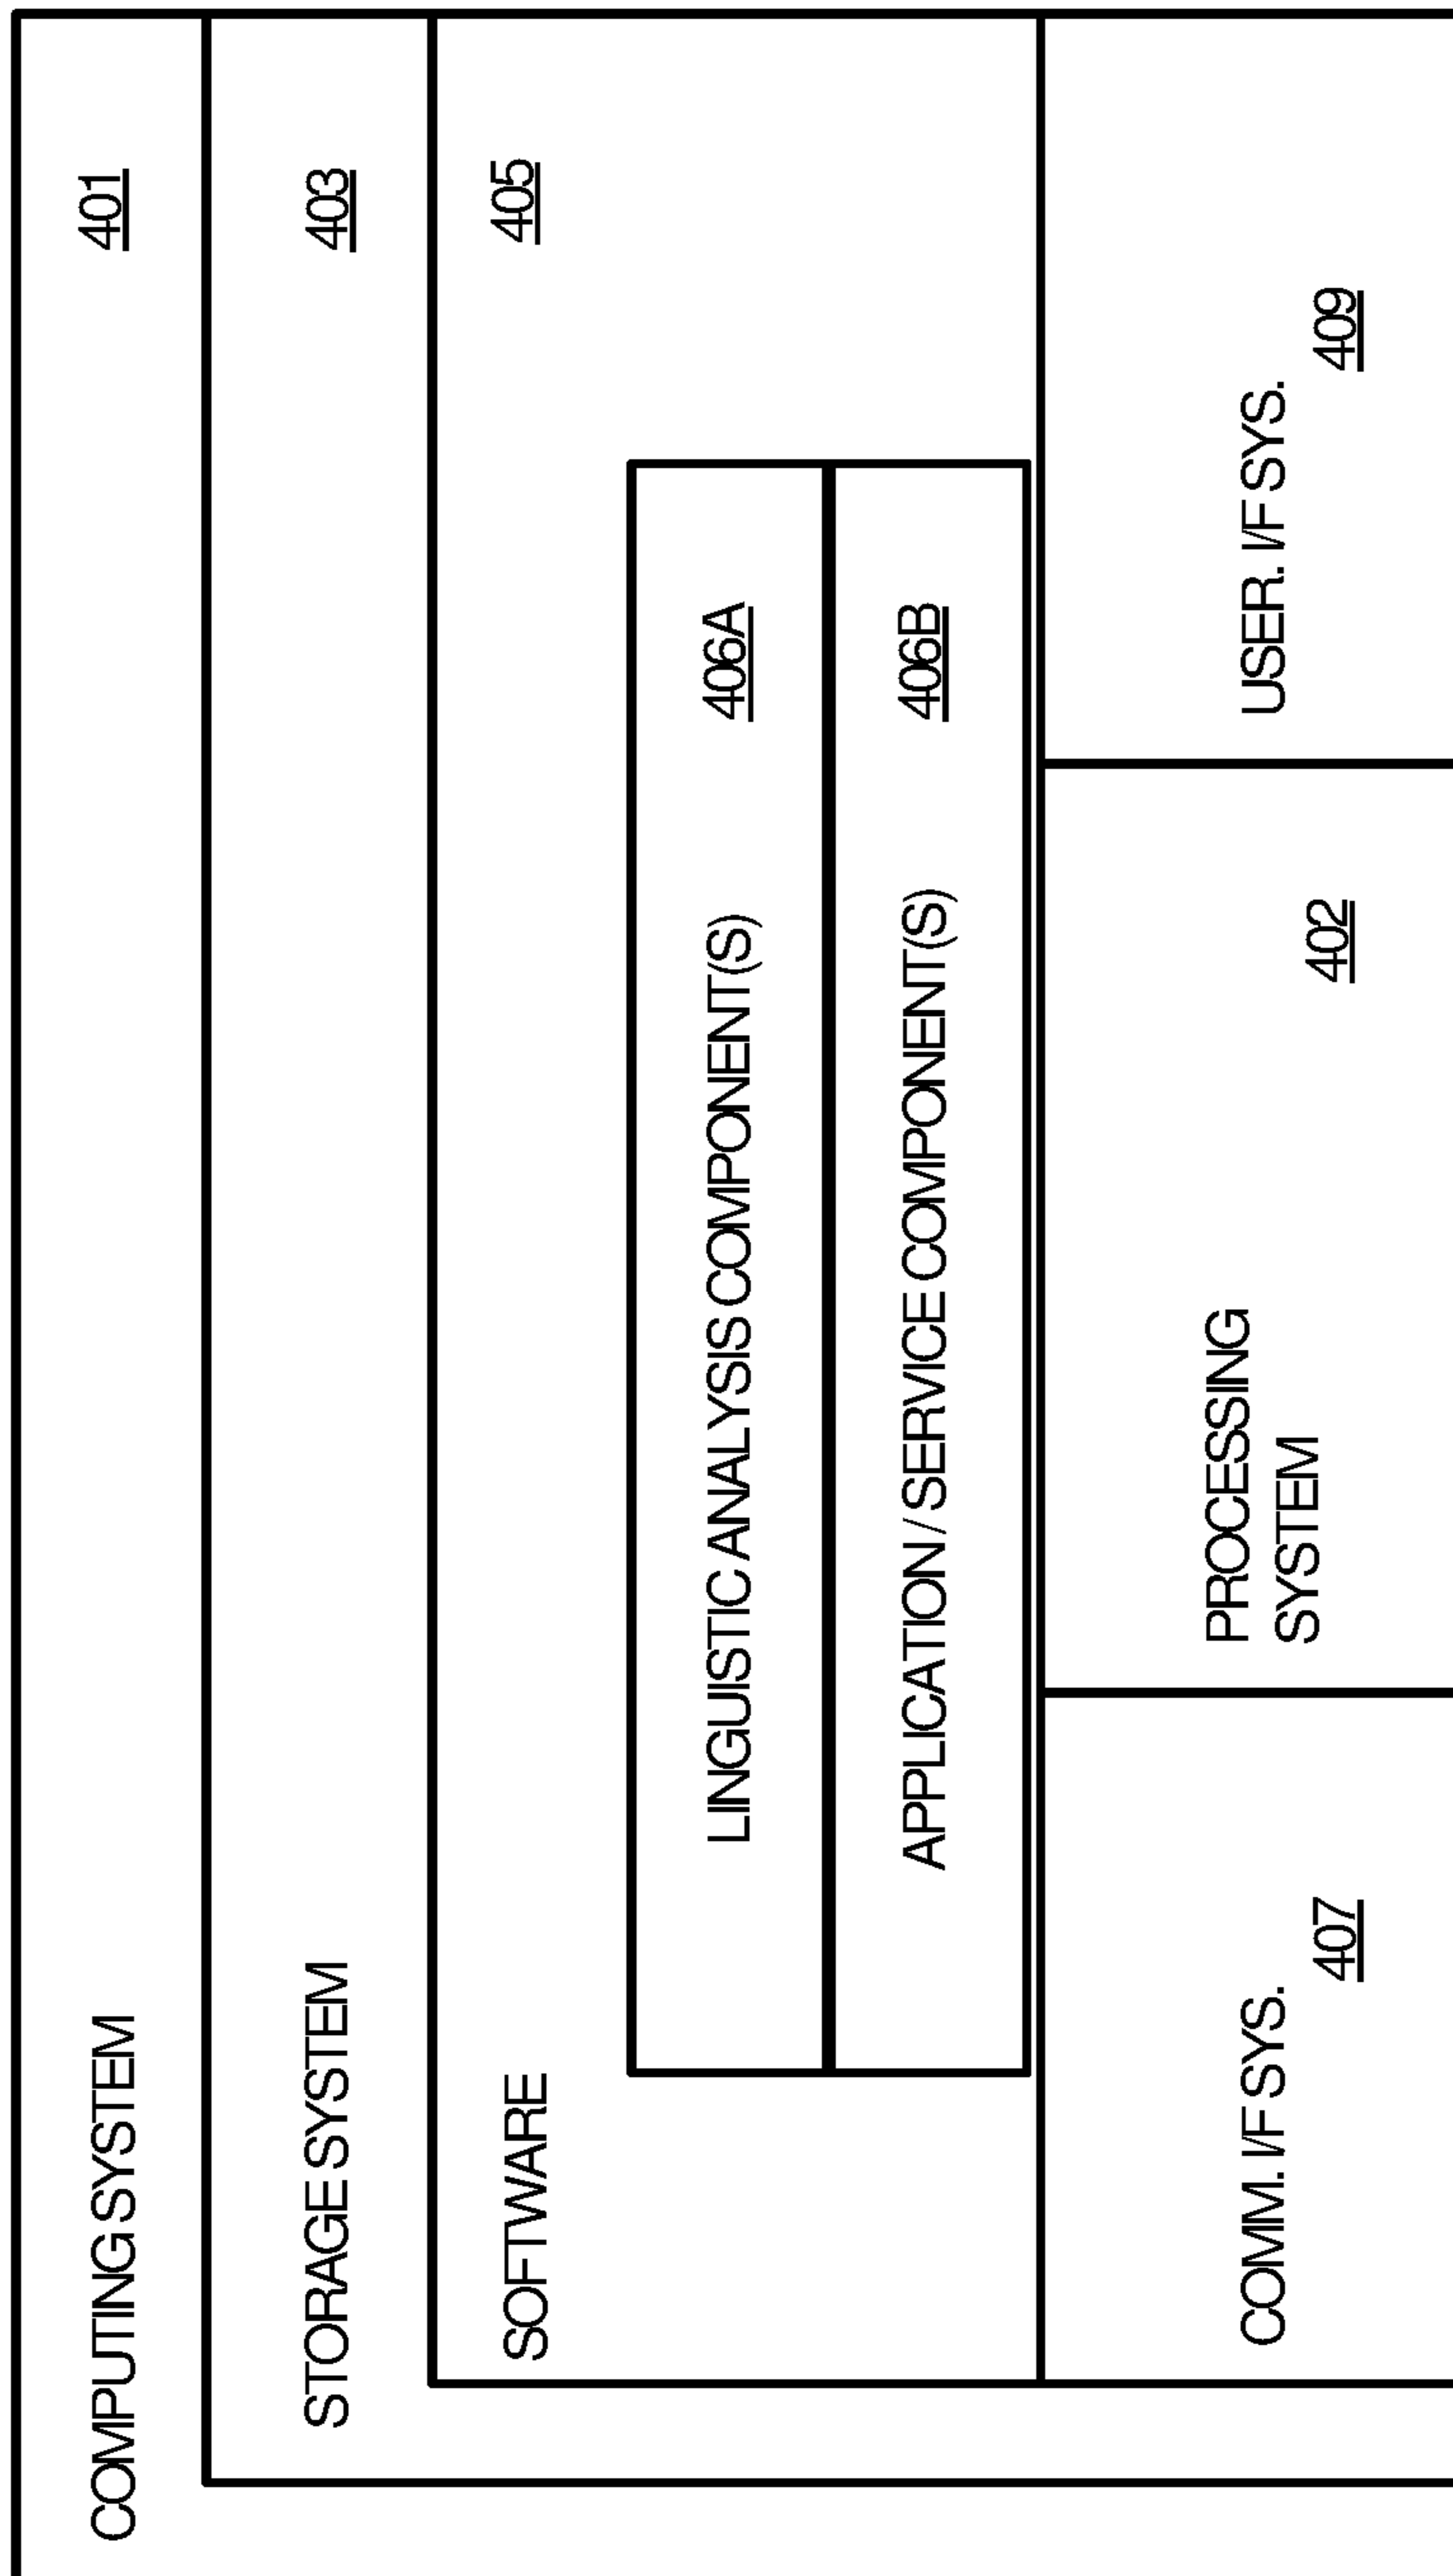 COMPUTING SYSTEM 401
STORAGE SYSTEM 403
SOFTWARE 405
LINGUISTIC ANALYSIS COMPONENT(S) 406A
APPLICATION / SERVICE COMPONENT(S) 406B
COMM. I/F SYS.
407
PROCESSING
SYSTEM
402
USER. I/F SYS.
409